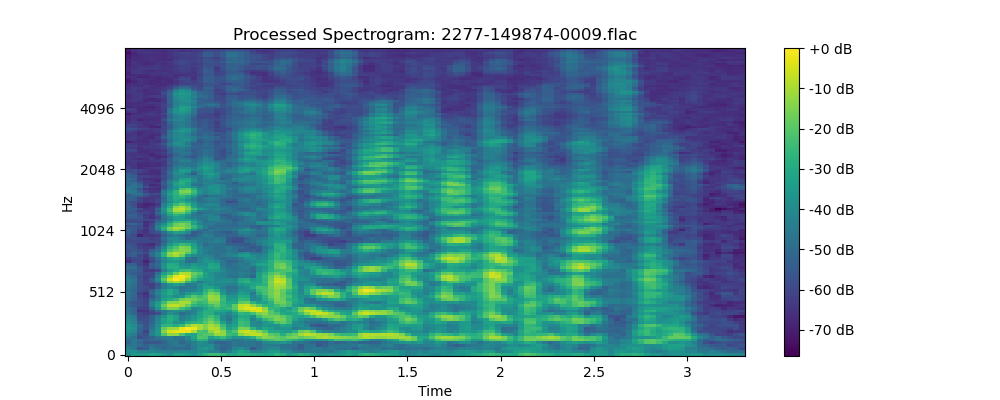 Processed Spectrogram: 2277-149874-0009.flac
Hz
4096
2048
1024
512
0
0
0.5
1
1.5
2
2.5
3
Time
+0 dB
-10 dB
-20 dB
-30 dB
-40 dB
-50 dB
-60 dB
-70 dB